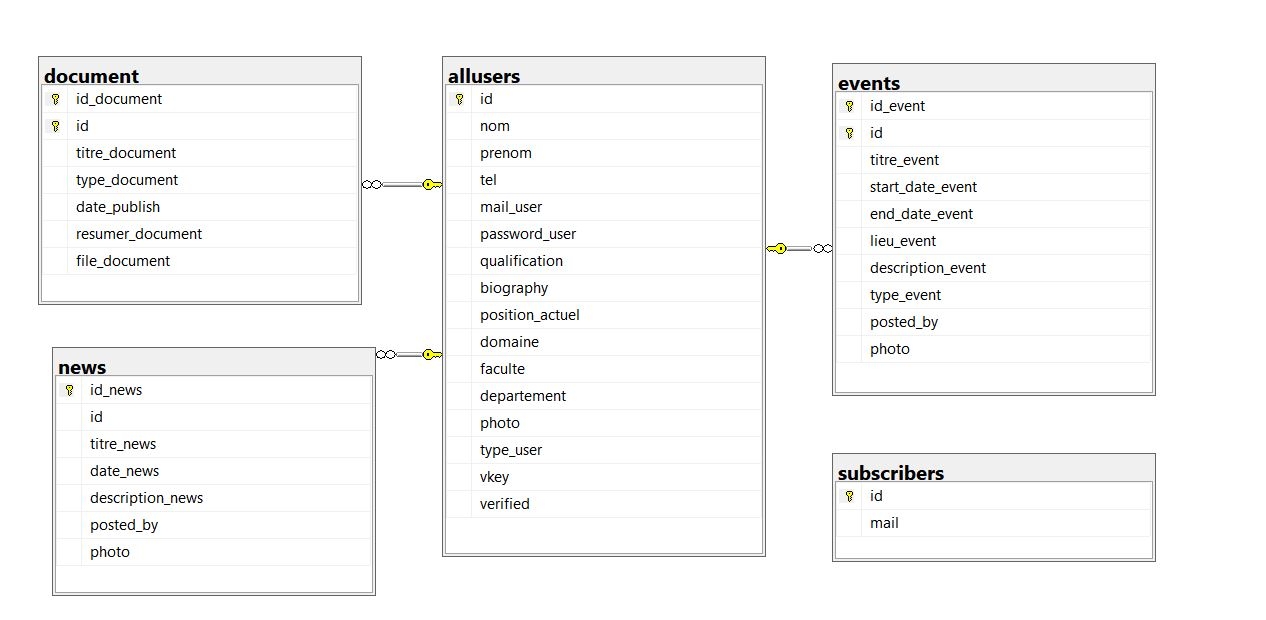 document
id_document
id
titre_document
type_document
date_publish
resumer_document
file_document
news
id_news
id
titre_news
date_news
description_news
posted_by
photo
allusers
id
nom
prenom
tel
mail_user
password_user
qualification
biography
position_actuel
domaine
faculte
departement
photo
type_user
vkey
verified
events
id_event
id
titre_event
start_date_event
end_date_event
lieu_event
description_event
type_event
posted_by
photo
subscribers
id
mail